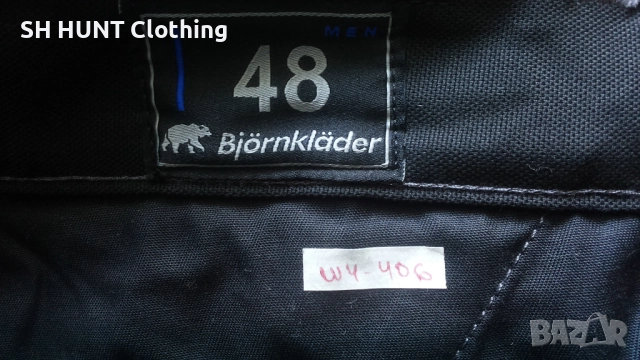 SH HUNT Clothing
MEN
48
Björnkläder
W4-406
BAZAR